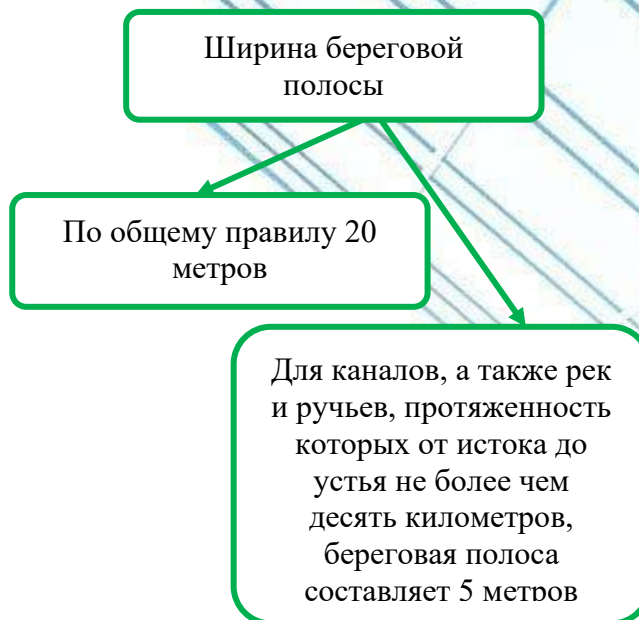 Ширина береговой
полосы
По общему правилу 20
метров
Для каналов, а также рек
и ручьев, протяженность
которых от истока до
устья не более чем
десять километров,
береговая полоса
составляет 5 метров